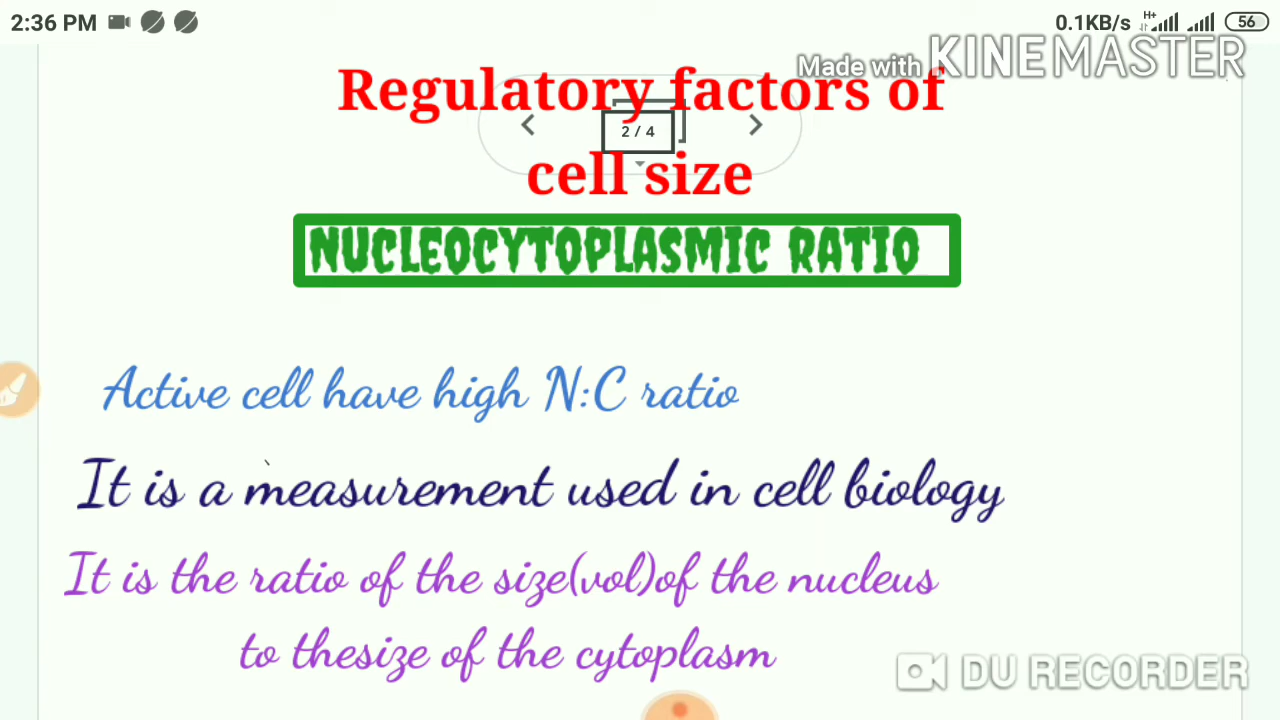 2:36 PM
0.1KB/s H+ 56
Made with KINEMASTER
Regulatory factors of
2 / 4
cell size
NUCLEOCYTOPLASMIC RATIO
Active cell have high N:C ratio
It is a measurement used in cell biology
It is the ratio of the size(vol)of the nucleus
to thesize of the cytoplasm
DU RECORDER